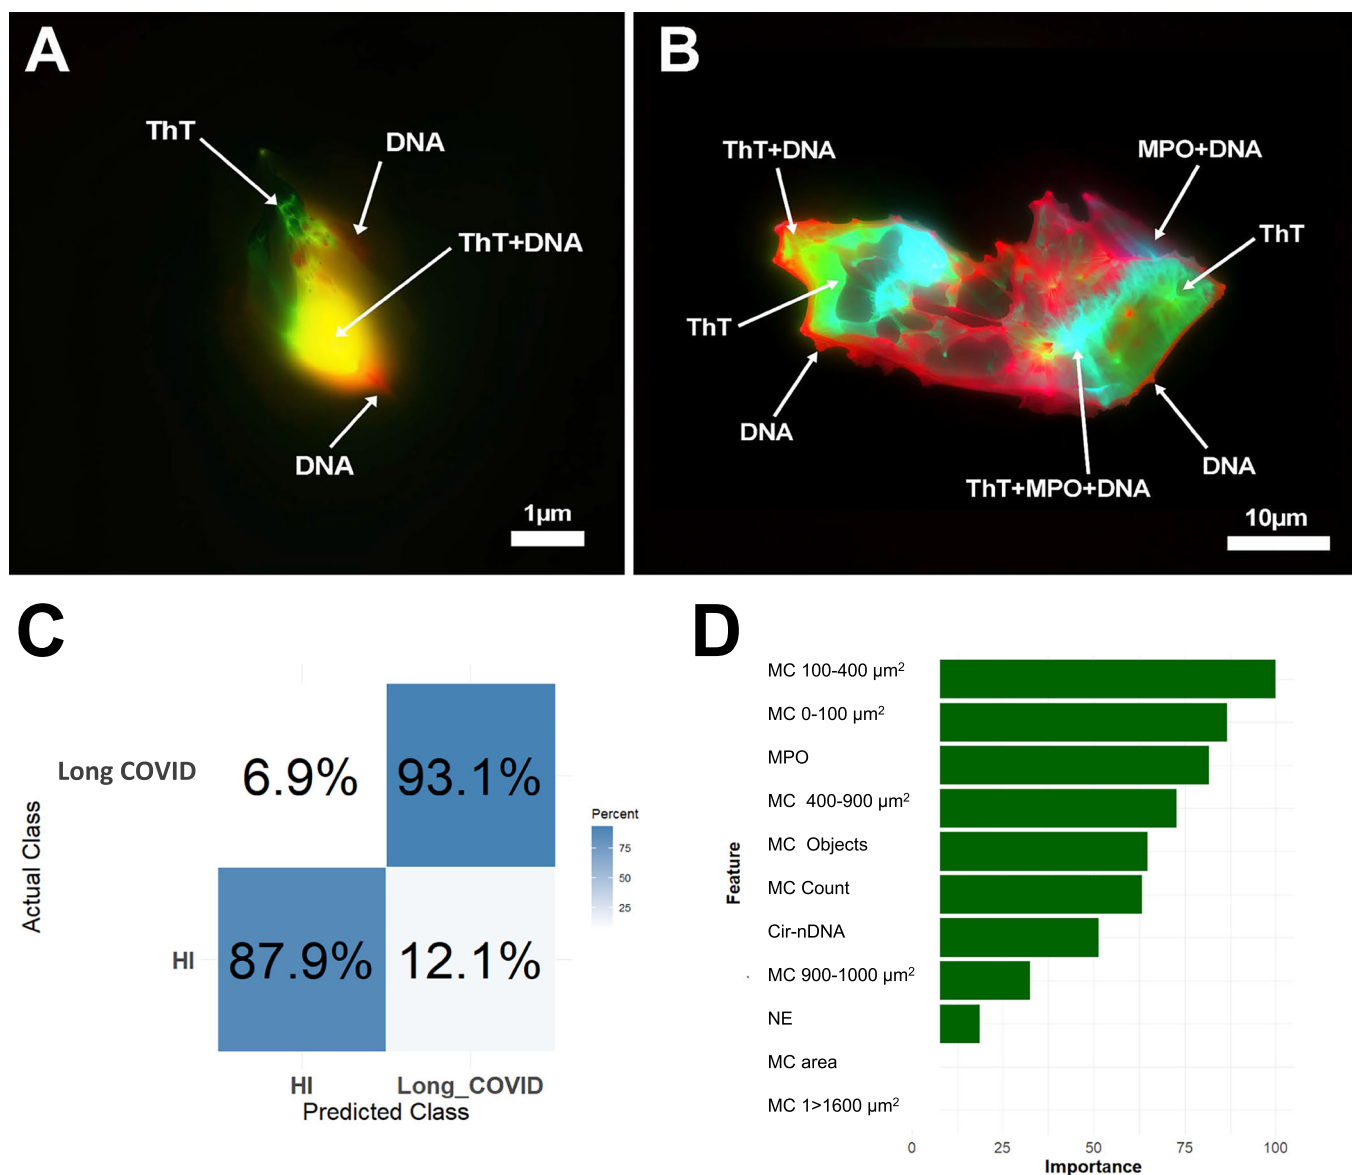 A
ThT
DNA
ThT+DNA
DNA
1µm
B
ThT+DNA
MPO+DNA
ThT
ThT
DNA
DNA
ThT+MPO+DNA
10µm
C
Long COVID
6.9%
93.1%
HI
87.9%
12.1%
Actual Class
HI
Long_COVID
Predicted Class
Percent
75
50
25
D
MC 100-400 µm²
MC 0-100 µm²
MPO
MC 400-900 µm²
MC Objects
MC Count
Cir-nDNA
MC 900-1000 µm²
NE
MC area
MC 1>1600 µm²
Feature
0
25
50
75
100
Importance